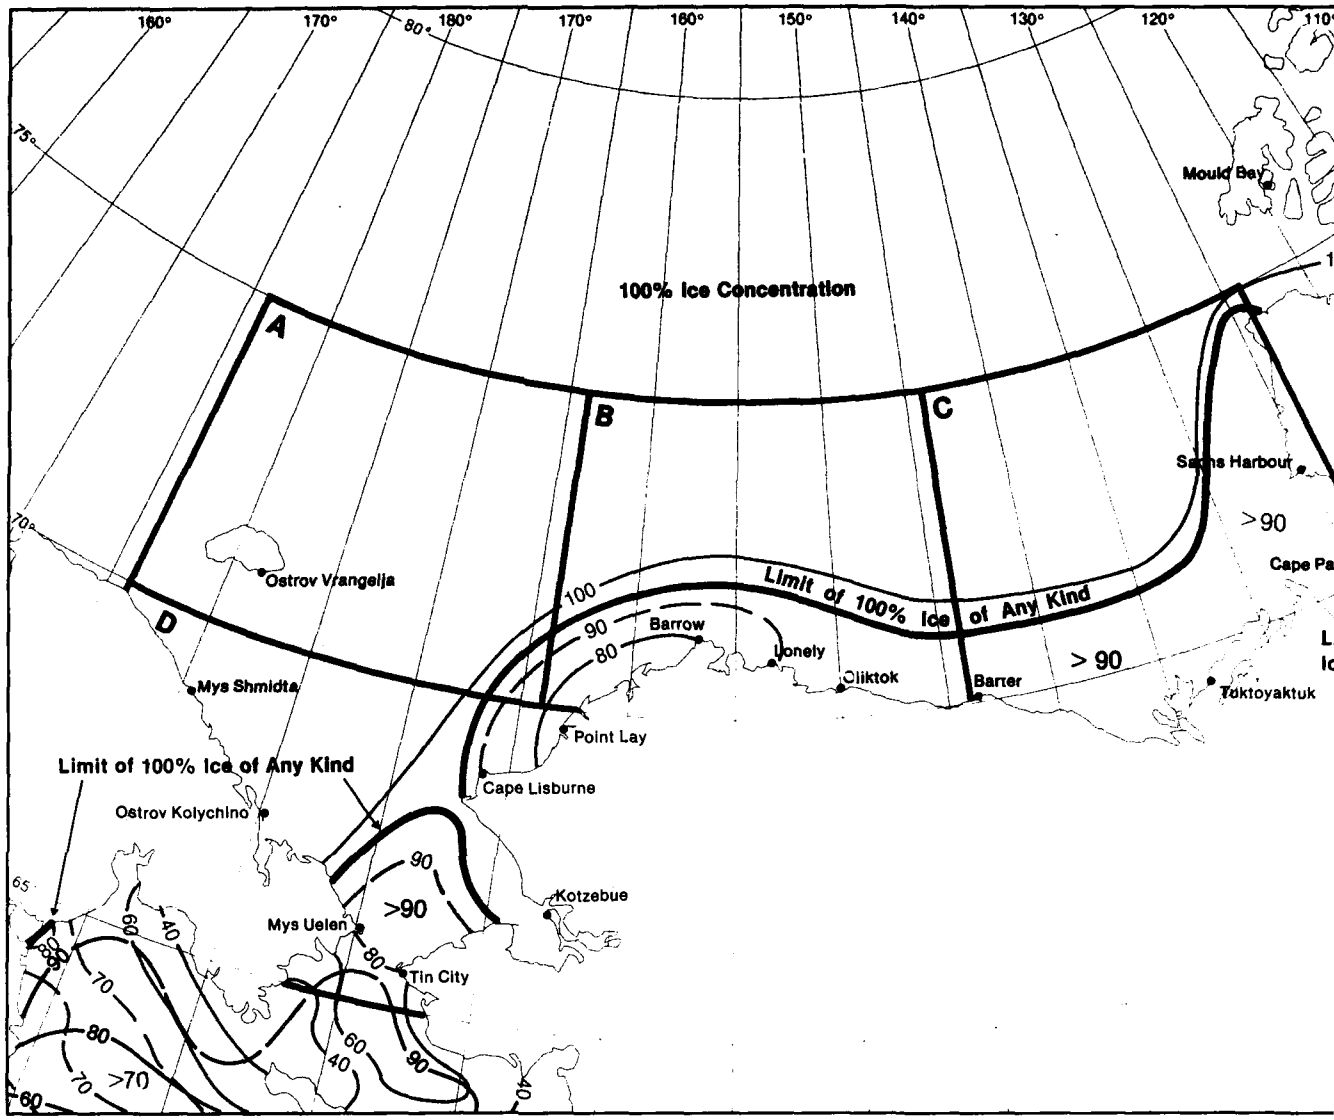 160° 170° 80° 180° 170° 160° 150° 140° 130° 120° 110°
75°
Mould Bay
100% Ice Concentration
A
B
C
Sachs Harbour
>90
70°
Ostrov Vrangelja
Cape Pa
100
Limit of 100% Ice of Any Kind
90
Barrow
80
D
Lonely
> 90
Mys Shmidta
Oliktok
Barter
Tuktoyaktuk
Point Lay
Limit of 100% Ice of Any Kind
Cape Lisburne
Ostrov Kolychino
65
90
Kotzebue
>90
60
40
Mys Uelen
80
Tin City
70
80
60
90
40
>70
70
60
40